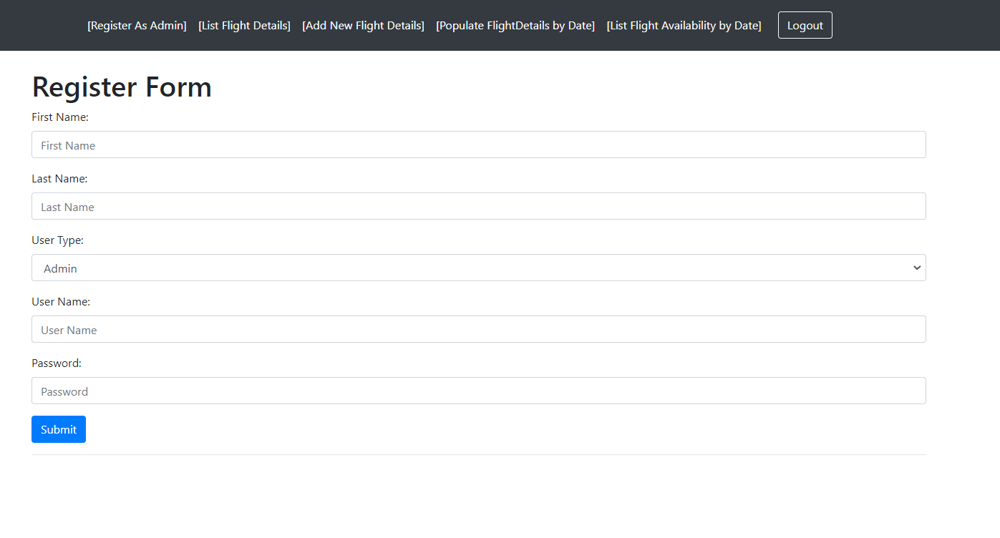 [Register As Admin] [List Flight Details] [Add New Flight Details] [Populate FlightDetails by Date] [List Flight Availability by Date] Logout
Register Form
First Name:
First Name
Last Name:
Last Name
User Type:
Admin
User Name:
User Name
Password:
Password
Submit